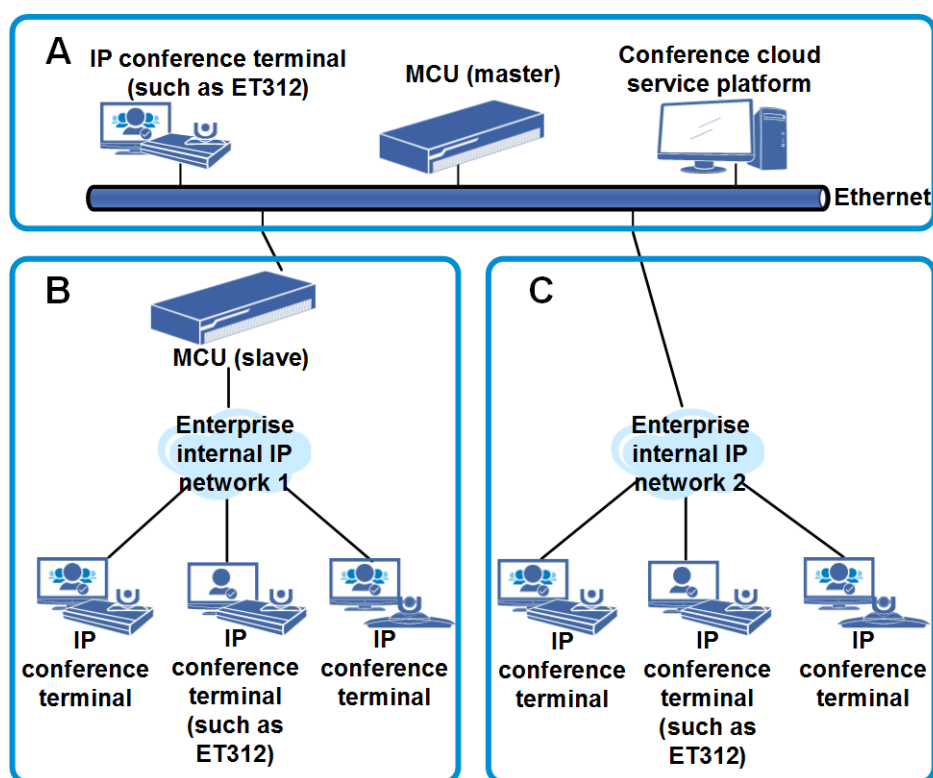 A
IP conference terminal
(such as ET312)
MCU (master)
Conference cloud
service platform
Ethernet
B
MCU (slave)
Enterprise
internal IP
network 1
IP
conference
terminal
IP
conference
terminal
(such as
ET312)
IP
conference
terminal
C
Enterprise
internal IP
network 2
IP
conference
terminal
IP
conference
terminal
(such as
ET312)
IP
conference
terminal